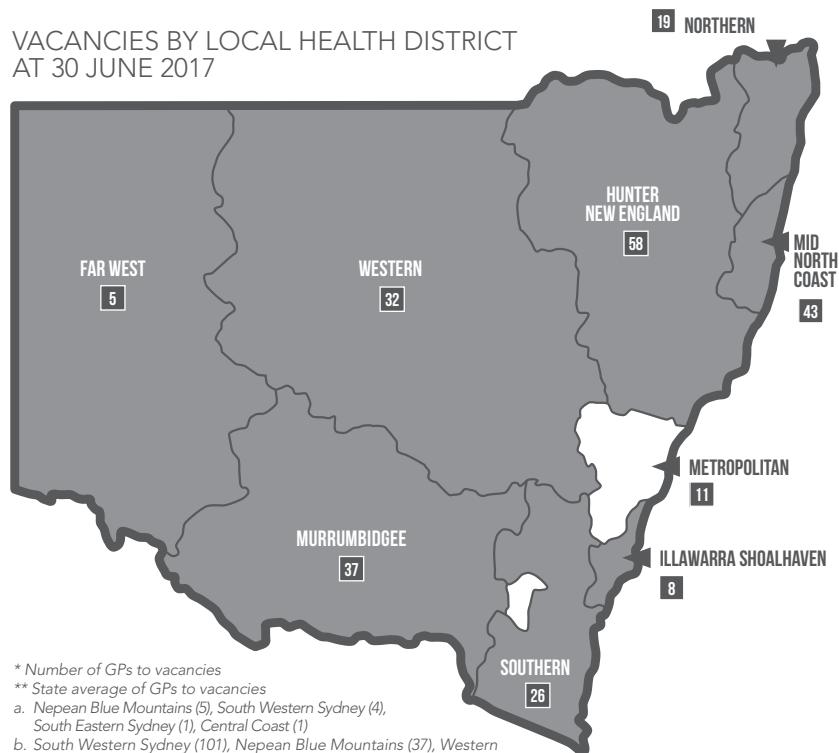 VACANCIES BY LOCAL HEALTH DISTRICT
AT 30 JUNE 2017
19 NORTHERN
HUNTER
NEW ENGLAND
58
MID
NORTH
COAST
43
FAR WEST
5
WESTERN
32
METROPOLITAN
11
MURRUMBIDGEE
37
ILLAWARRA SHOALHAVEN
8
SOUTHERN
26
* Number of GPs to vacancies
** State average of GPs to vacancies
a. Nepean Blue Mountains (5), South Western Sydney (4),
South Eastern Sydney (1), Central Coast (1)
b. South Western Sydney (101), Nepean Blue Mountains (37), Western